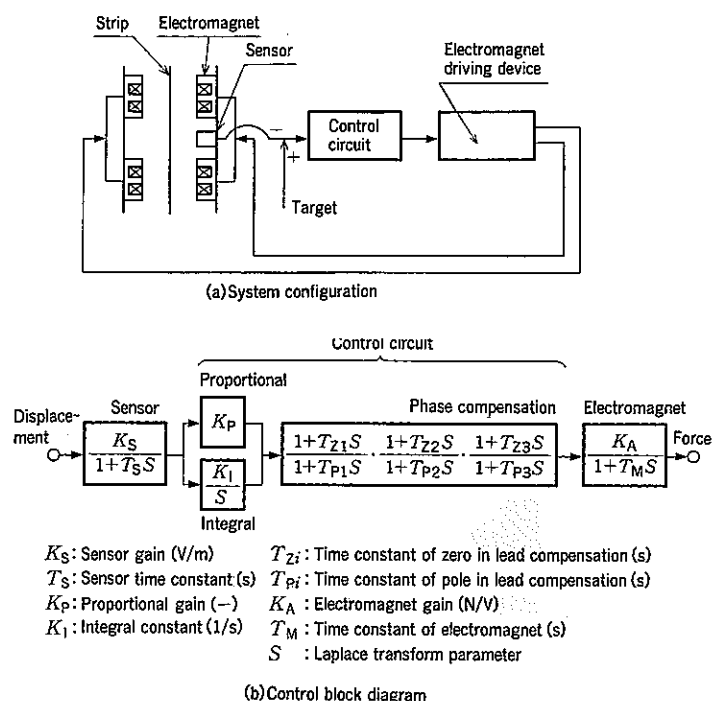 Strip
Electromagnet
Sensor
Electromagnet
driving device
Control
circuit
−
+
Target
(a)System configuration
Control circuit
Proportional
Displace-
ment
Sensor
Phase compensation
Electromagnet
Force
K_S
1+T_S S
K_P
K_I
S
1+T_Z1 S
1+T_P1 S
·
1+T_Z2 S
1+T_P2 S
·
1+T_Z3 S
1+T_P3 S
K_A
1+T_M S
Integral
K_S: Sensor gain (V/m)
T_S: Sensor time constant (s)
K_P: Proportional gain (−)
K_I: Integral constant (1/s)
T_Zi: Time constant of zero in lead compensation (s)
T_Pi: Time constant of pole in lead compensation (s)
K_A: Electromagnet gain (N/V)
T_M: Time constant of electromagnet (s)
S : Laplace transform parameter
(b)Control block diagram